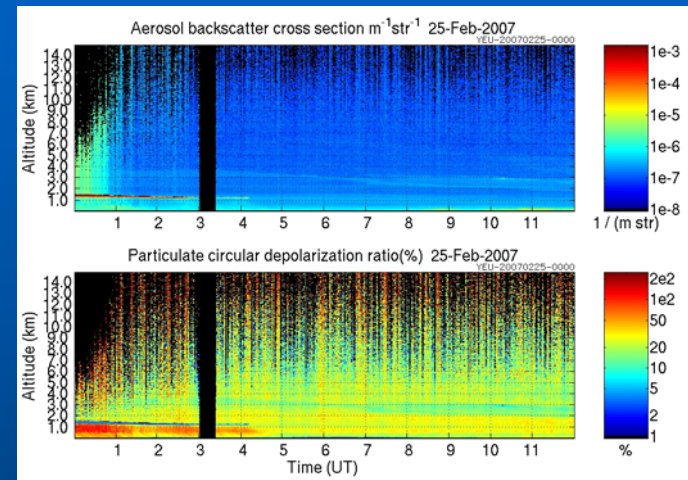 Aerosol backscatter cross section m⁻¹str⁻¹ 25-Feb-2007
YEU-20070225-0000
Altitude (km)
14.0
13.0
12.0
11.0
10.0
9.0
8.0
7.0
6.0
5.0
4.0
3.0
2.0
1.0
1 2 3 4 5 6 7 8 9 10 11
1e-3
1e-4
1e-5
1e-6
1e-7
1e-8
1 / (m str)
Particulate circular depolarization ratio(%) 25-Feb-2007
YEU-20070225-0000
Altitude (km)
14.0
13.0
12.0
11.0
10.0
9.0
8.0
7.0
6.0
5.0
4.0
3.0
2.0
1.0
1 2 3 4 5 6 7 8 9 10 11
Time (UT)
2e2
1e2
50
20
10
5
2
1
%